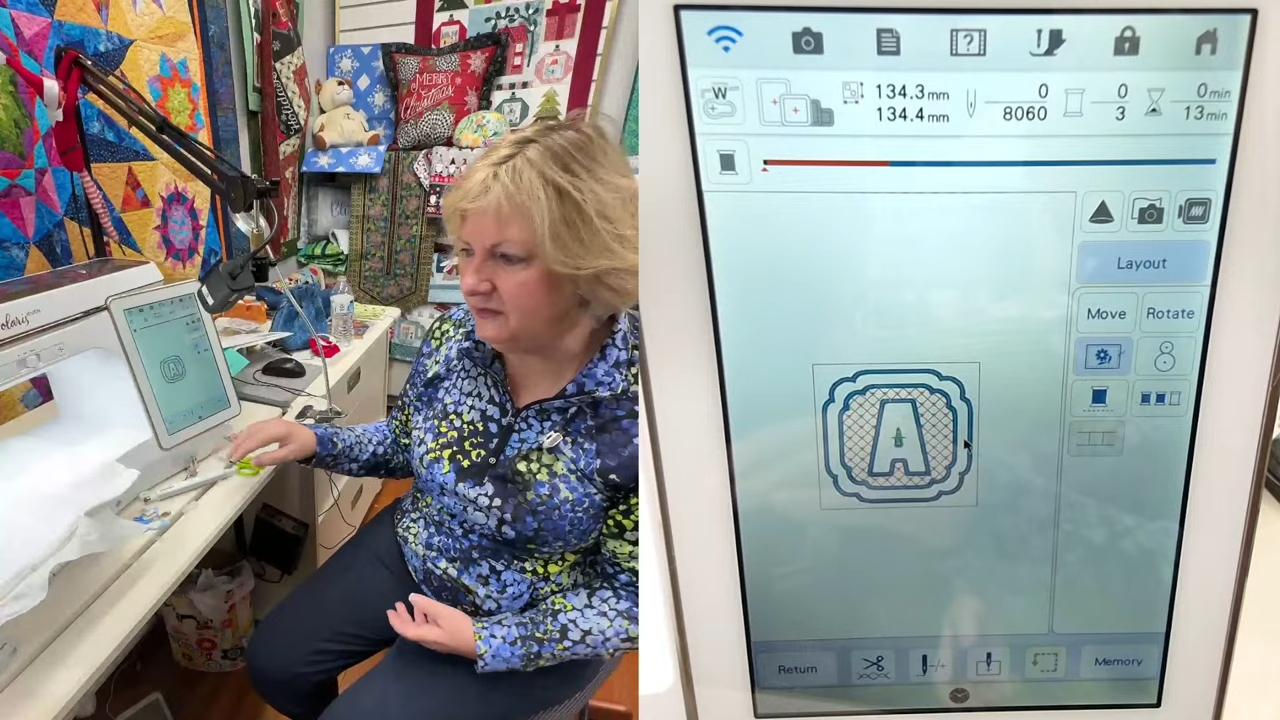 MERRY
Christmas
W
134.3 mm
134.4 mm
0
8060
0
3
0 min
13 min
?
Layout
Move
Rotate
A
Return
-/+
Memory